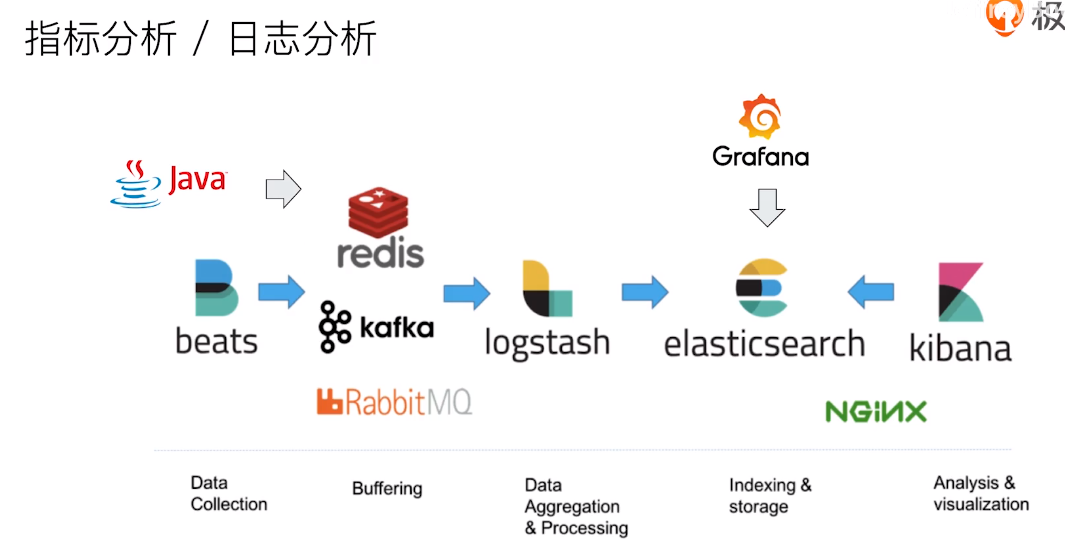 指标分析 / 日志分析
极
Grafana
Java
redis
beats
kafka
logstash
elasticsearch
kibana
RabbitMQ
NGINX
Data
Collection
Buffering
Data
Aggregation
& Processing
Indexing &
storage
Analysis &
visualization